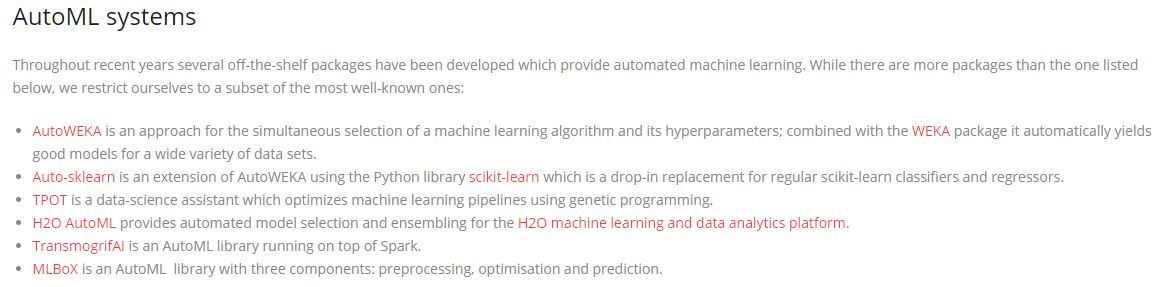 AutoML systems
Throughout recent years several off-the-shelf packages have been developed which provide automated machine learning. While there are more packages than the one listed
below, we restrict ourselves to a subset of the most well-known ones:
• AutoWEKA is an approach for the simultaneous selection of a machine learning algorithm and its hyperparameters; combined with the WEKA package it automatically yields
good models for a wide variety of data sets.
• Auto-sklearn is an extension of AutoWEKA using the Python library scikit-learn which is a drop-in replacement for regular scikit-learn classifiers and regressors.
• TPOT is a data-science assistant which optimizes machine learning pipelines using genetic programming.
• H2O AutoML provides automated model selection and ensembling for the H2O machine learning and data analytics platform.
• TransmogrifAI is an AutoML library running on top of Spark.
• MLBoX is an AutoML library with three components: preprocessing, optimisation and prediction.